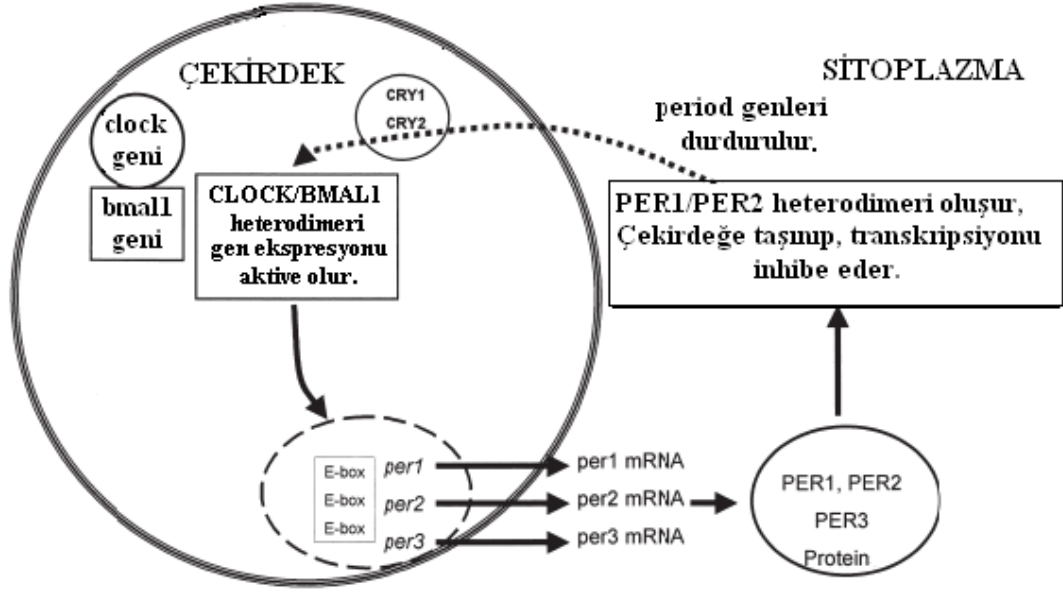 ÇEKİRDEK
SİTOPLAZMA
CRY1
CRY2
clock
geni
bmal1
geni
CLOCK/BMAL1
heterodimeri
gen ekspresyonu
aktive olur.
period genleri
durdurulur.
PER1/PER2 heterodimeri oluşur,
Çekirdeğe taşınıp, transkripsiyonu
inhibe eder.
E-box per1
E-box per2
E-box per3
per1 mRNA
per2 mRNA
per3 mRNA
PER1, PER2
PER3
Protein